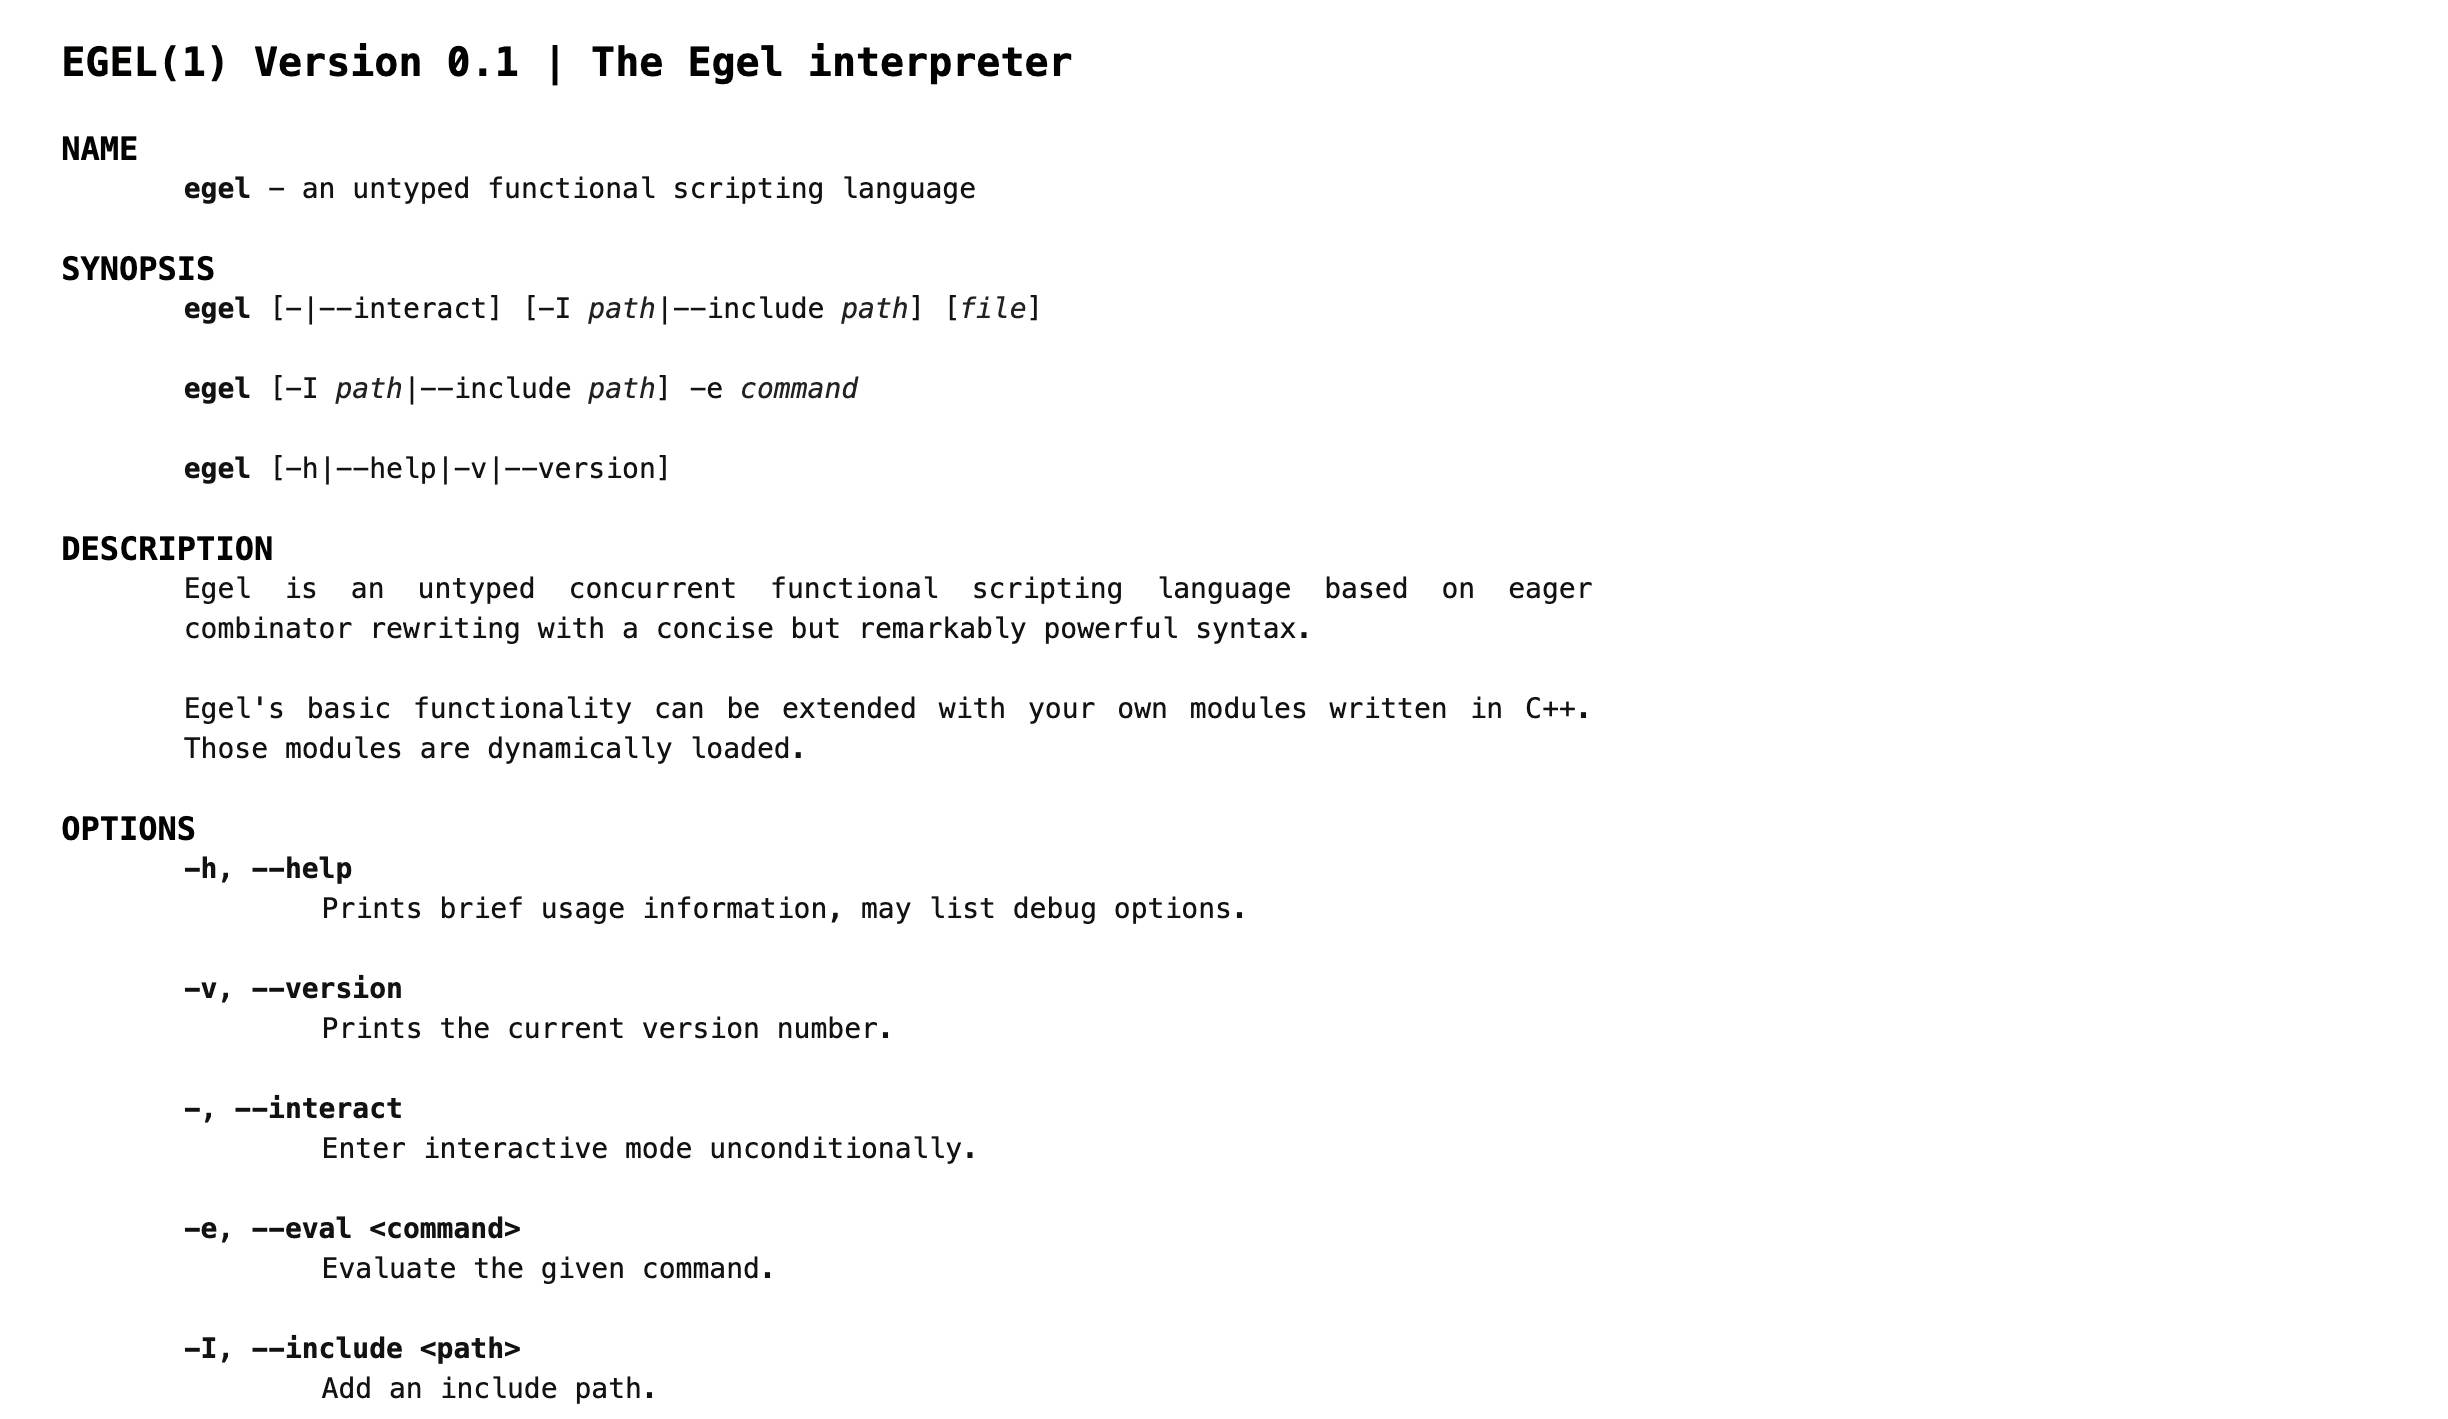 EGEL(1) Version 0.1 | The Egel interpreter
NAME
egel - an untyped functional scripting language
SYNOPSIS
egel [-|--interact] [-I path|--include path] [file]
egel [-I path|--include path] -e command
egel [-h|--help|-v|--version]
DESCRIPTION
Egel is an untyped concurrent functional scripting language based on eager
combinator rewriting with a concise but remarkably powerful syntax.
Egel's basic functionality can be extended with your own modules written in C++.
Those modules are dynamically loaded.
OPTIONS
-h, --help
Prints brief usage information, may list debug options.
-v, --version
Prints the current version number.
-, --interact
Enter interactive mode unconditionally.
-e, --eval <command>
Evaluate the given command.
-I, --include <path>
Add an include path.